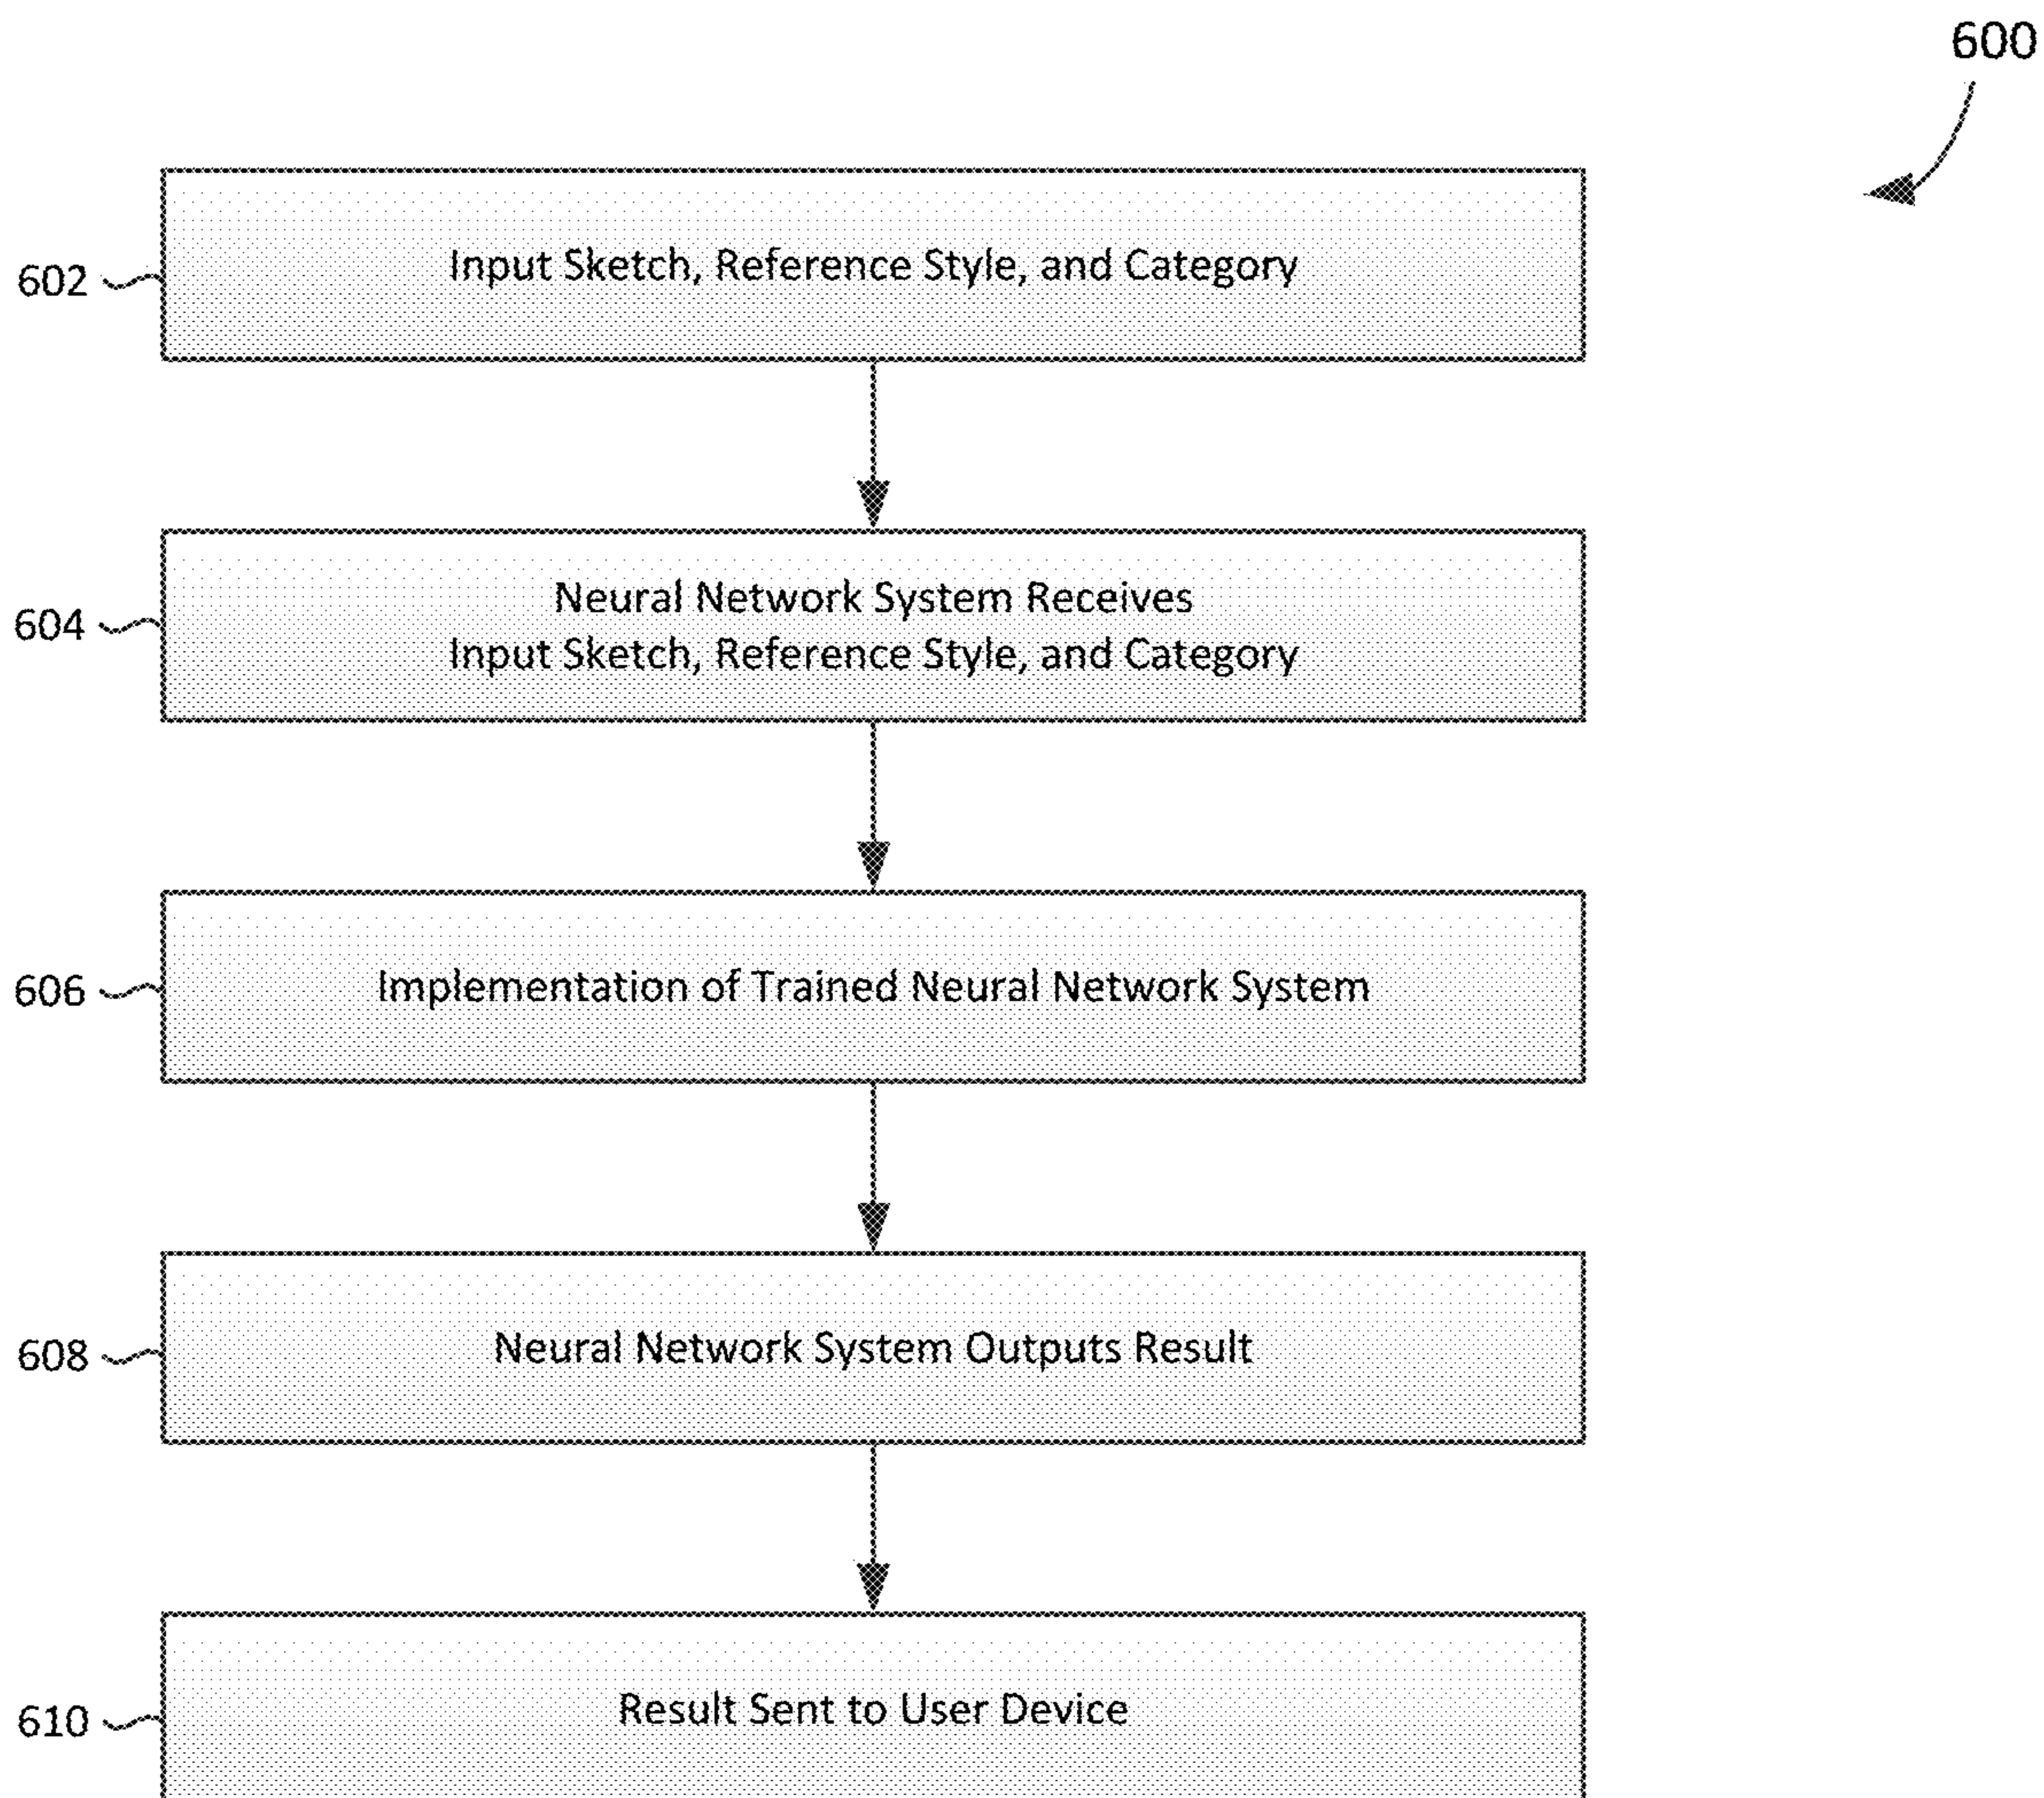 600
602
Input Sketch, Reference Style, and Category
604
Neural Network System Receives
Input Sketch, Reference Style, and Category
606
Implementation of Trained Neural Network System
608
Neural Network System Outputs Result
610
Result Sent to User Device